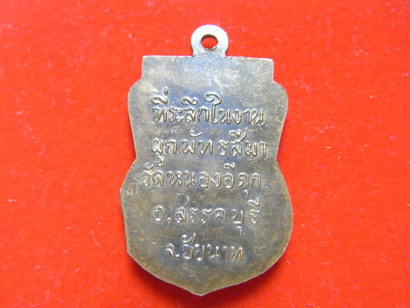 ที่ระลึกในงาน
ผูกพัทธสีมา
วัดหนองอีดุก
อ.สรรคบุรี
จ.ชัยนาท